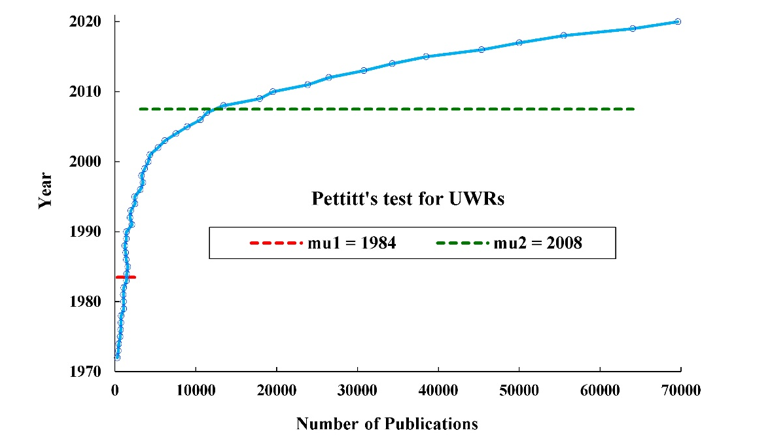 2020
2010
2000
1990
1980
1970
Year
Pettitt's test for UWRs
mu1 = 1984 mu2 = 2008
0 10000 20000 30000 40000 50000 60000 70000
Number of Publications